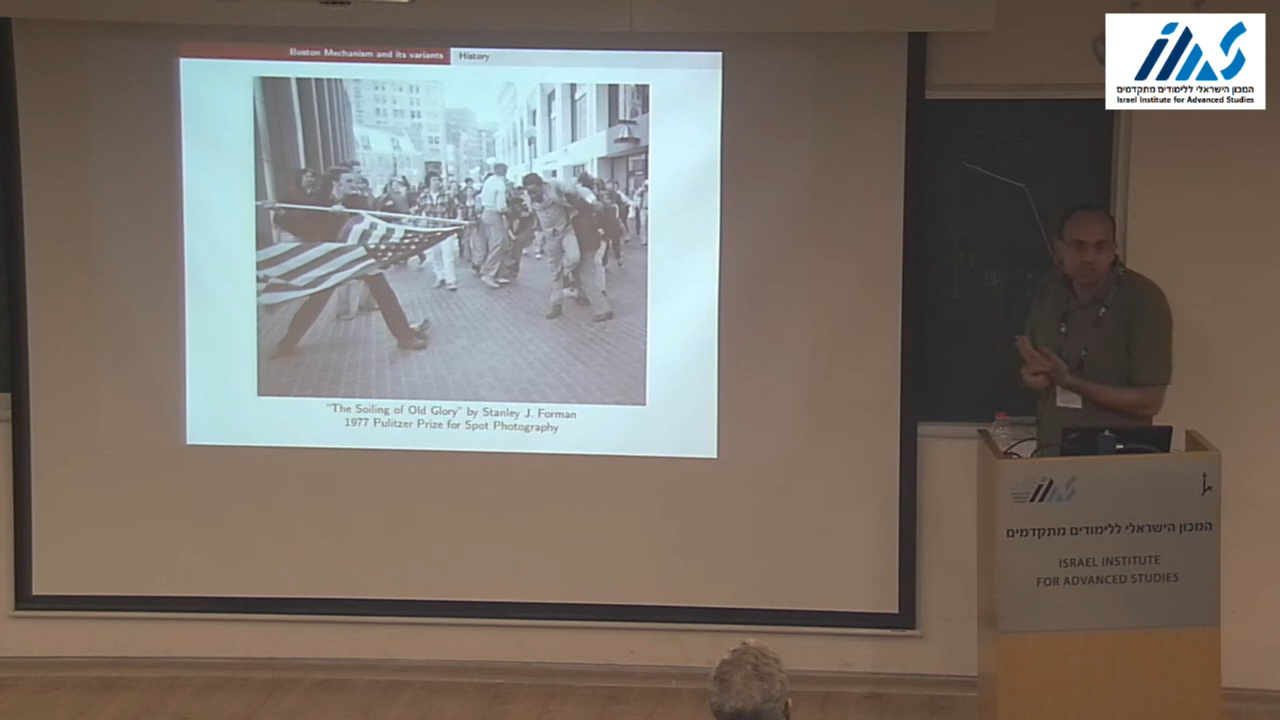 Boston Mechanism and its variants
History
"The Soiling of Old Glory" by Stanley J. Forman
1977 Pulitzer Prize for Spot Photography
המכון הישראלי ללימודים מתקדמים
Israel Institute for Advanced Studies
המכון הישראלי ללימודים מתקדמים
ISRAEL INSTITUTE
FOR ADVANCED STUDIES